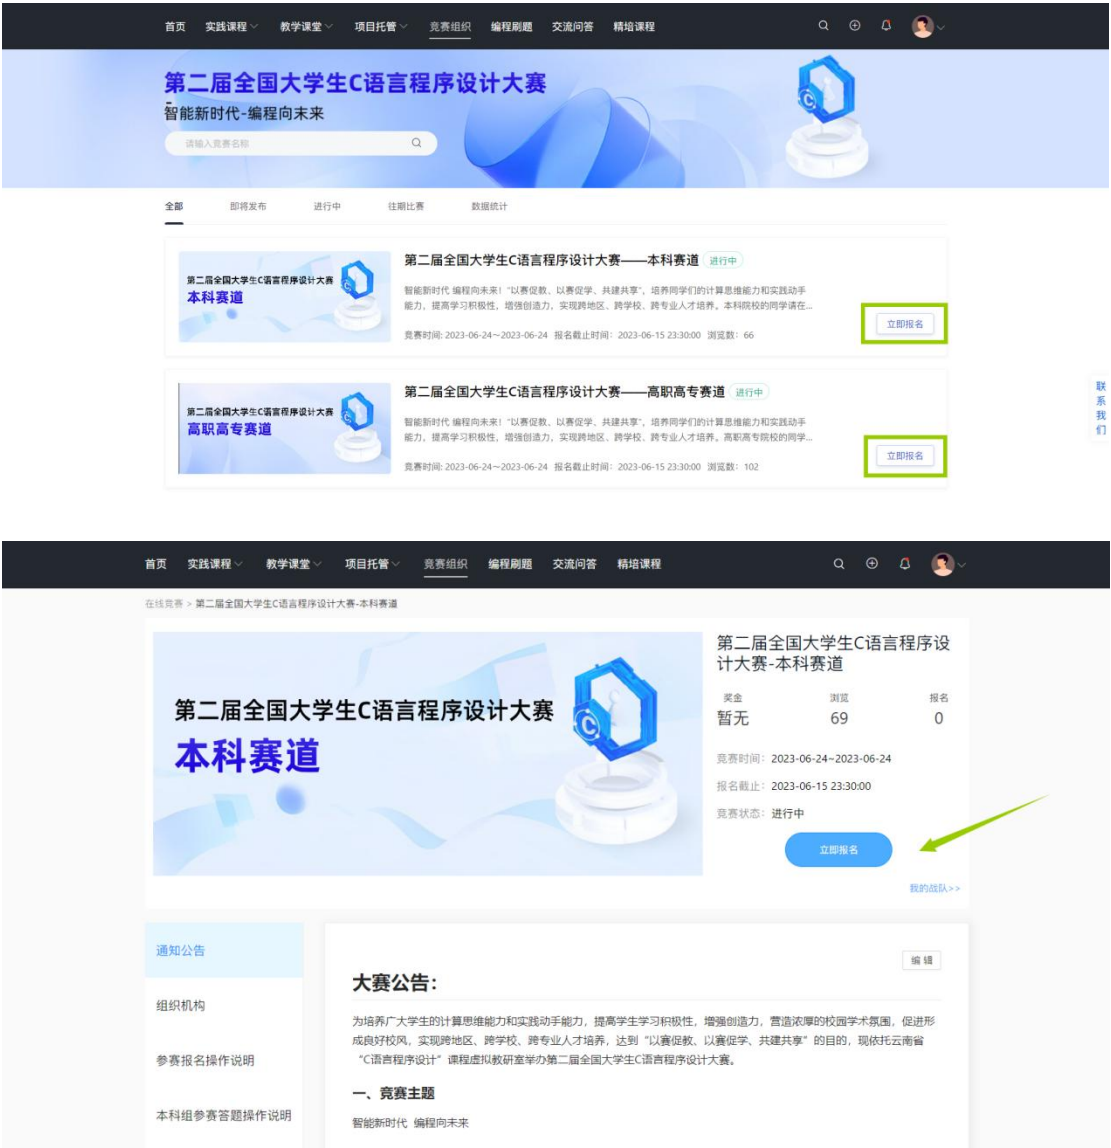 首页 实践课程 教学课堂 项目托管 竞赛组织 编程刷题 交流问答 精培课程
第二届全国大学生C语言程序设计大赛
智能新时代-编程向未来
请输入竞赛名称
全部 即将发布 进行中 往期比赛 数据统计
第二届全国大学生C语言程序设计大赛
本科赛道
第二届全国大学生C语言程序设计大赛——本科赛道 进行中
智能新时代 编程向未来！“以赛促教、以赛促学、共建共享”，培养同学们的计算思维能力和实践动手
能力，提高学习积极性，增强创造力，实现跨地区、跨学校、跨专业人才培养。本科院校的同学请在...
竞赛时间: 2023-06-24～2023-06-24 报名截止时间：2023-06-15 23:30:00 浏览数：66
立即报名
第二届全国大学生C语言程序设计大赛
高职高专赛道
第二届全国大学生C语言程序设计大赛——高职高专赛道 进行中
智能新时代 编程向未来！“以赛促教、以赛促学、共建共享”，培养同学们的计算思维能力和实践动手
能力，提高学习积极性，增强创造力，实现跨地区、跨学校、跨专业人才培养。高职高专院校的同学...
竞赛时间: 2023-06-24～2023-06-24 报名截止时间：2023-06-15 23:30:00 浏览数：102
立即报名
联系我们
首页 实践课程 教学课堂 项目托管 竞赛组织 编程刷题 交流问答 精培课程
在线竞赛 > 第二届全国大学生C语言程序设计大赛-本科赛道
第二届全国大学生C语言程序设计大赛
本科赛道
C
第二届全国大学生C语言程序设
计大赛-本科赛道
奖金 浏览 报名
暂无 69 0
竞赛时间：2023-06-24~2023-06-24
报名截止：2023-06-15 23:30:00
竞赛状态：进行中
立即报名
我的战队>>
通知公告
组织机构
参赛报名操作说明
本科组参赛答题操作说明
编辑
大赛公告：
为培养广大学生的计算思维能力和实践动手能力，提高学生学习积极性，增强创造力，营造浓厚的校园学术氛围，促进形
成良好校风，实现跨地区、跨学校、跨专业人才培养，达到“以赛促教、以赛促学、共建共享”的目的，现依托云南省
“C语言程序设计”课程虚拟教研室举办第二届全国大学生C语言程序设计大赛。
一、竞赛主题
智能新时代 编程向未来